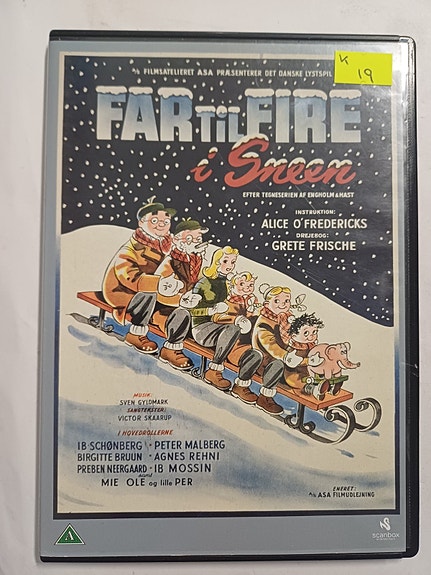 K
19
A/S FILMSATELIERET ASA PRÆSENTERER DET DANSKE LYSTSPIL
FAR TIL FIRE
i Sneen
EFTER TEGNESERIEN AF ENGHOLM & HAST
INSTRUKTION:
ALICE O'FREDERICKS
DREJEBOG:
GRETE FRISCHE
MUSIK:
SVEN GYLDMARK
SANGTEKSTER:
VICTOR SKAARUP
I HOVEDROLLERNE
IB SCHØNBERG · PETER MALBERG
BIRGITTE BRUUN · AGNES REHNI
PREBEN NEERGAARD · IB MOSSIN
samt
MIE OLE og lille PER
ENERET:
A/S ASA FILMUDLEJNING
A
scanbox